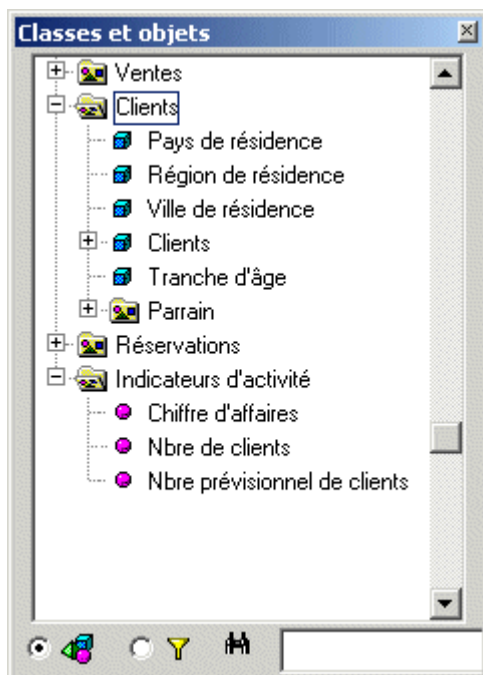 Classes et objets
Ventes
Clients
Pays de résidence
Région de résidence
Ville de résidence
Clients
Tranche d'âge
Parrain
Réservations
Indicateurs d'activité
Chiffre d'affaires
Nbre de clients
Nbre prévisionnel de clients